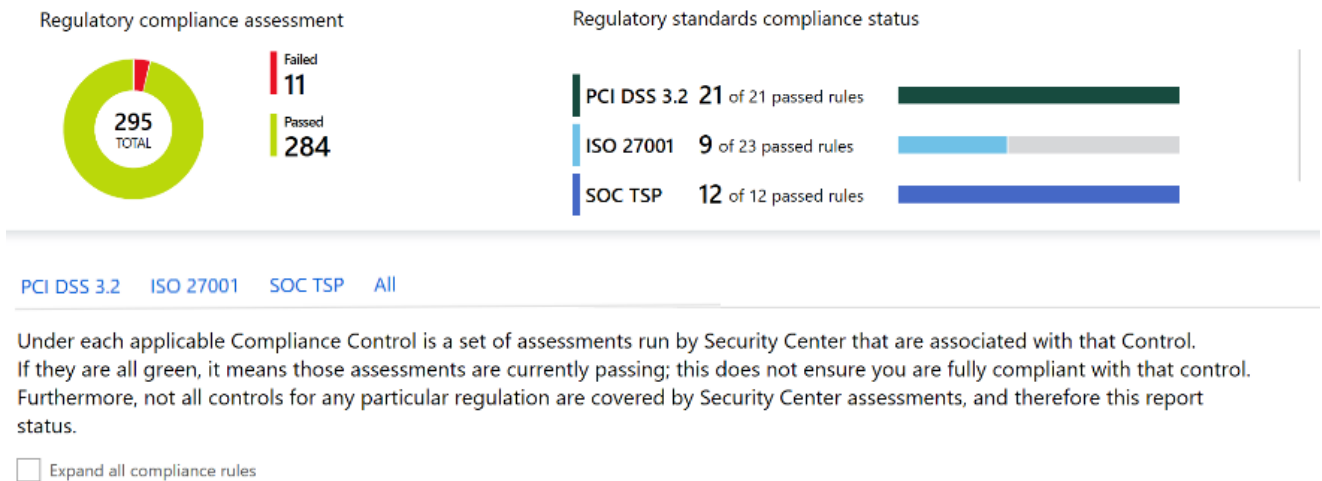 Regulatory compliance assessment
Failed
11
Passed
284
295
TOTAL
Regulatory standards compliance status
PCI DSS 3.2 21 of 21 passed rules
ISO 27001 9 of 23 passed rules
SOC TSP 12 of 12 passed rules
PCI DSS 3.2 ISO 27001 SOC TSP All
Under each applicable Compliance Control is a set of assessments run by Security Center that are associated with that Control.
If they are all green, it means those assessments are currently passing; this does not ensure you are fully compliant with that control.
Furthermore, not all controls for any particular regulation are covered by Security Center assessments, and therefore this report
status.
Expand all compliance rules